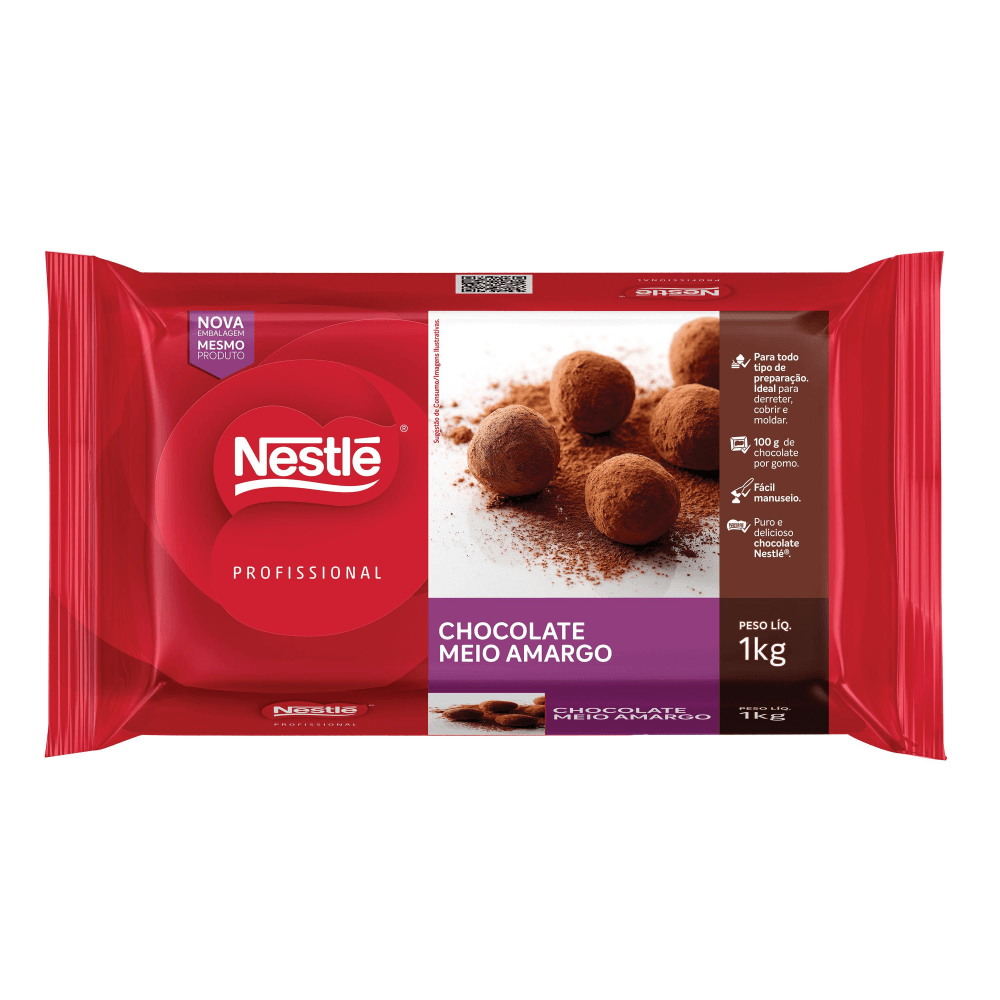 PROFISSIONAL
Nestlé
NOVA
EMBALAGEM
MESMO
PRODUTO
Nestlé
®
PROFISSIONAL
Sugestão de Consumo/Imagens Ilustrativas.
Para todo
tipo de
preparação.
Ideal para
derreter,
cobrir e
moldar.
100 g de
chocolate
por gomo.
Fácil
manuseio.
Puro e
delicioso
chocolate
Nestlé®.
CHOCOLATE
MEIO AMARGO
PESO LÍQ.
1kg
Nestlé
PROFISSIONAL
CHOCOLATE
MEIO AMARGO
PESO LÍQ.
1kg